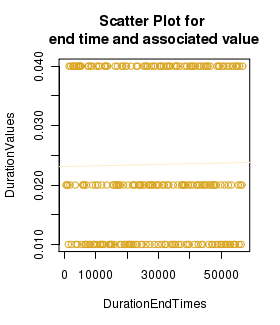 Scatter Plot for
end time and associated value
DurationValues
0.040
0.030
0.020
0.010
0 10000 30000 50000
DurationEndTimes